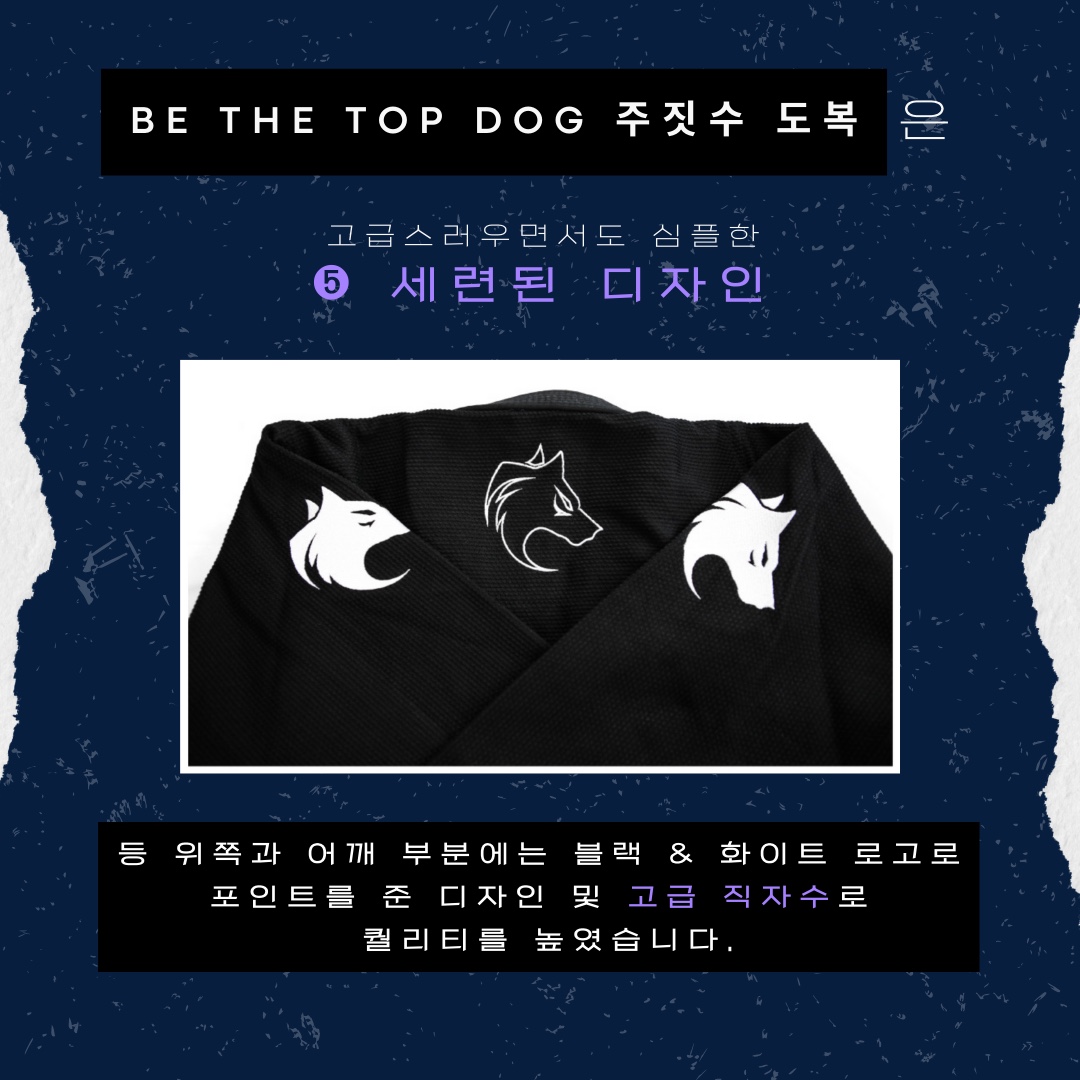 BE THE TOP DOG 주짓수 도복 은
고급스러우면서도 심플한
❺ 세련된 디자인
등 위쪽과 어깨 부분에는 블랙 & 화이트 로고로
포인트를 준 디자인 및 고급 직자수로
퀄리티를 높였습니다.